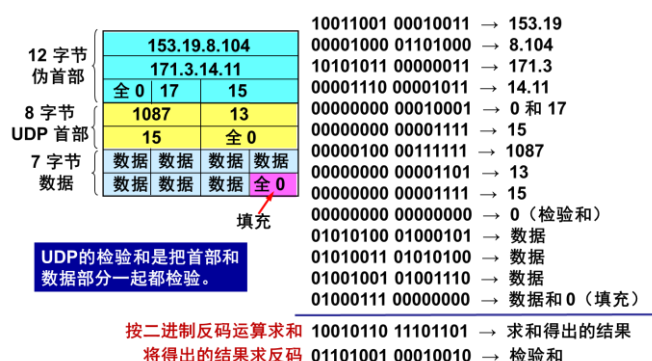 12 字节
伪首部
153.19.8.104
171.3.14.11
全 0 17 15
8 字节
UDP 首部
1087 13
15 全 0
7 字节
数据
数据 数据 数据 数据
数据 数据 数据 全 0
填充
UDP的检验和是把首部和
数据部分一起都检验。
10011001 00010011 → 153.19
00001000 01101000 → 8.104
10101011 00000011 → 171.3
00001110 00001011 → 14.11
00000000 00010001 → 0 和 17
00000000 00001111 → 15
00000100 00111111 → 1087
00000000 00001101 → 13
00000000 00001111 → 15
00000000 00000000 → 0（检验和）
01010100 01000101 → 数据
01010011 01010100 → 数据
01001001 01001110 → 数据
01000111 00000000 → 数据和 0（填充）
按二进制反码运算求和 10010110 11101101 → 求和得出的结果
将得出的结果求反码 01101001 00010010 → 检验和